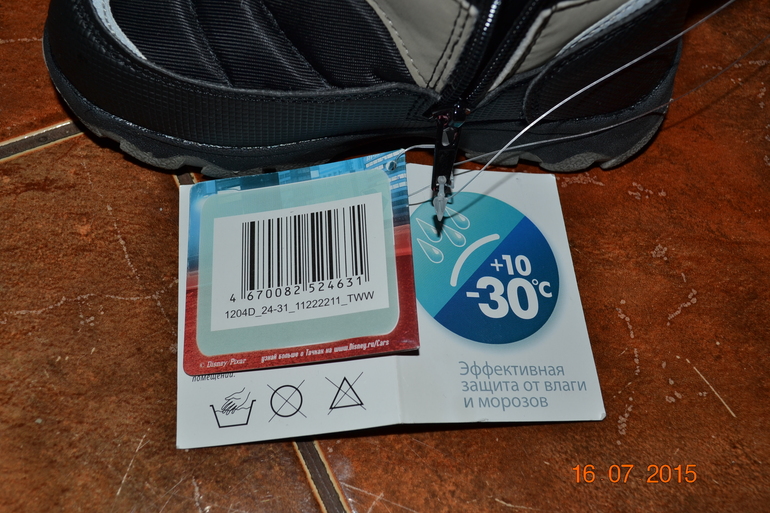 4 670082 524631
1204D_24-31_11222211_TWW
© Disney/Pixar
узнай больше о Тачках на www.Disney.ru/Cars
помещений.
+10
-30°C
Эффективная
защита от влаги
и морозов
16 07 2015